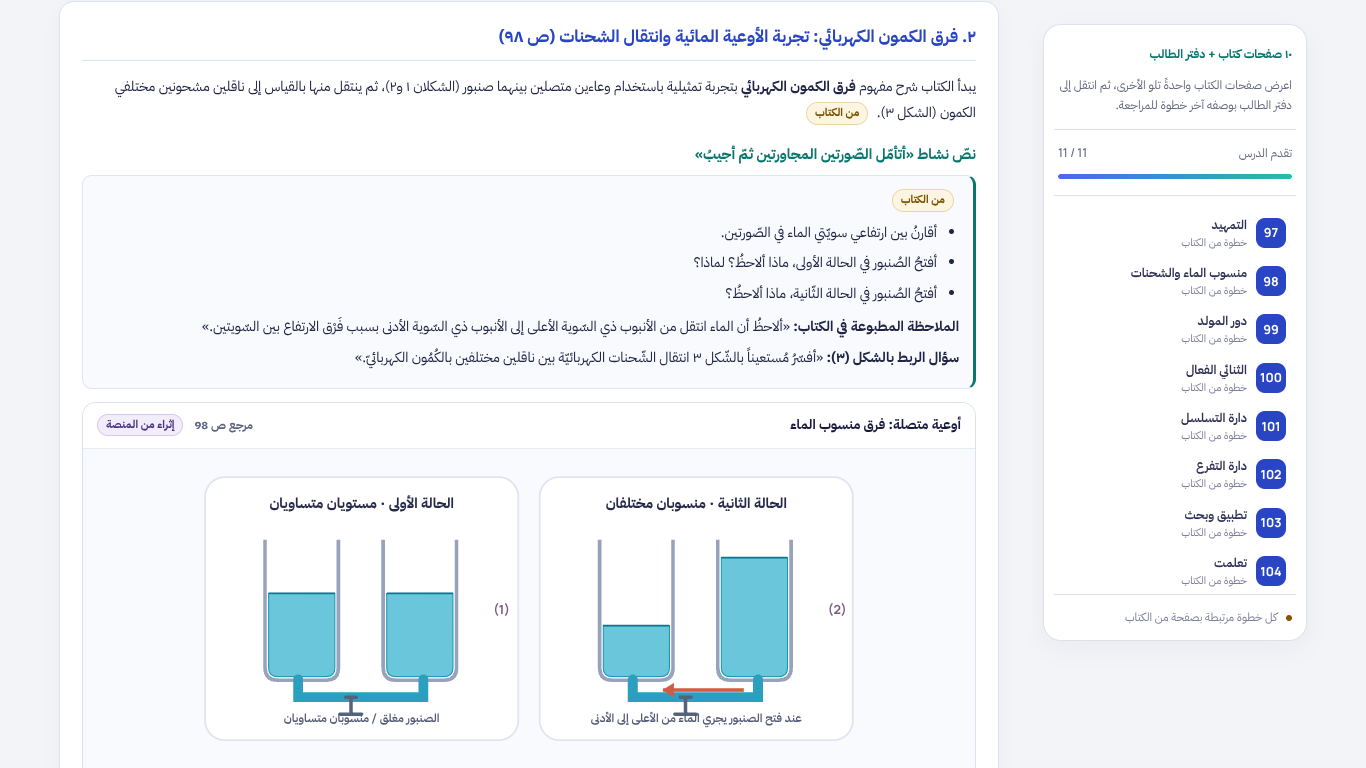 ١٠ صفحات كتاب + دفتر الطالب
اعرض صفحات الكتاب واحدةً تلو الأخرى، ثم انتقل إلى
دفتر الطالب بوصفه آخر خطوة للمراجعة.
تقدم الدرس 11 / 11
97 التمهيد
خطوة من الكتاب
98 منسوب الماء والشحنات
خطوة من الكتاب
99 دور المولد
خطوة من الكتاب
100 الثنائي الفعال
خطوة من الكتاب
101 دارة التسلسل
خطوة من الكتاب
102 دارة التفرع
خطوة من الكتاب
103 تطبيق وبحث
خطوة من الكتاب
104 تعلمت
خطوة من الكتاب
كل خطوة مرتبطة بصفحة من الكتاب
٢. فرق الكمون الكهربائي: تجربة الأوعية المائية وانتقال الشحنات (ص ٩٨)
يبدأ الكتاب شرح مفهوم فرق الكمون الكهربائي بتجربة تمثيلية باستخدام وعاءين متصلين بينهما صنبور (الشكلان ١ و٢)، ثم ينتقل منها بالقياس إلى ناقلين مشحونين مختلفي
الكمون (الشكل ٣). من الكتاب
نصّ نشاط «أتأمّل الصّورتين المجاورتين ثمّ أجيبُ»
من الكتاب
• أقارنُ بين ارتفاعي سويّتي الماء في الصّورتين.
• أفتحُ الصُنبور في الحالة الأولى، ماذا ألاحظُ؟ لماذا؟
• أفتحُ الصُنبور في الحالة الثّانية، ماذا ألاحظُ؟
الملاحظة المطبوعة في الكتاب: «ألاحظُ أن الماء انتقل من الأنبوب ذي السّوية الأعلى إلى الأنبوب ذي السّوية الأدنى بسبب فَرْق الارتفاع بين السّويتين.»
سؤال الربط بالشكل (٣): «أفسّرُ مُستعيناً بالشّكل ٣ انتقال الشّحنات الكهربائيّة بين ناقلين مختلفين بالكُمُون الكهربائيّ.»
أوعية متصلة: فرق منسوب الماء
مرجع ص 98 إثراء من المنصة
الحالة الثانية · منسوبان مختلفان
(2)
عند فتح الصنبور يجري الماء من الأعلى إلى الأدنى
الحالة الأولى · مستويان متساويان
(1)
الصنبور مغلق / منسوبان متساويان